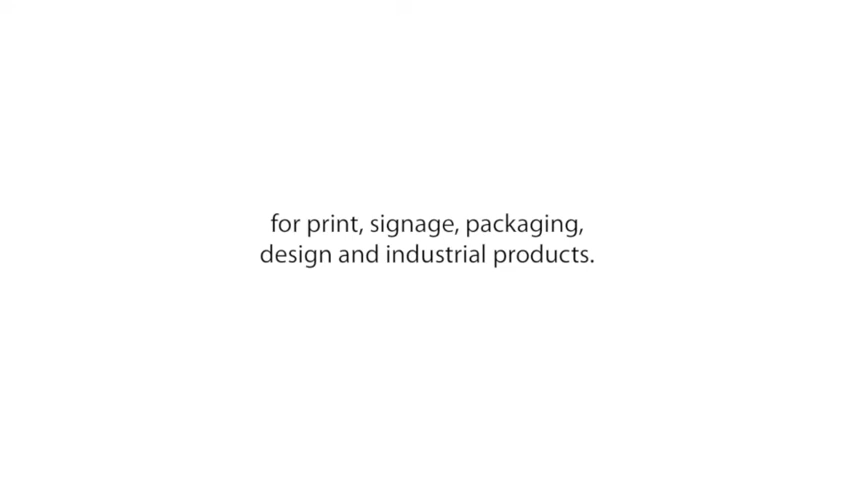 for print, signage, packaging,
design and industrial products.